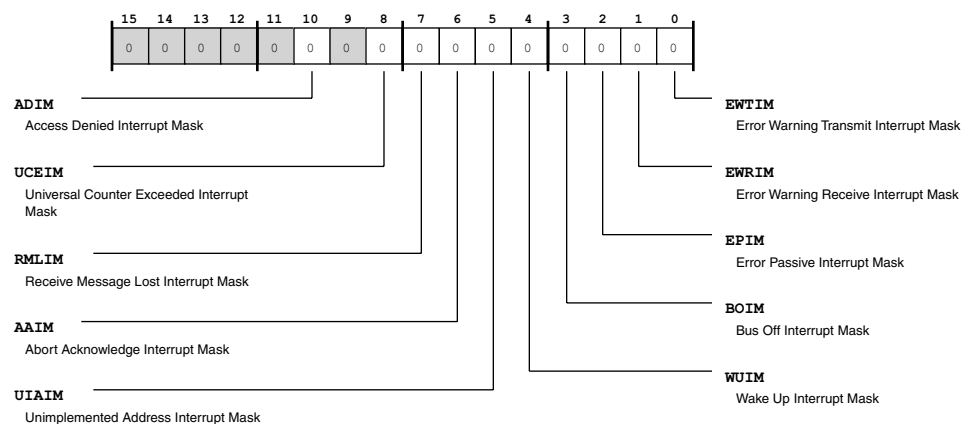 15 14 13 12 11 10 9 8 7 6 5 4 3 2 1 0
0 0 0 0 0 0 0 0 0 0 0 0 0 0 0 0
ADIM
Access Denied Interrupt Mask
UCEIM
Universal Counter Exceeded Interrupt
Mask
RMLIM
Receive Message Lost Interrupt Mask
AAIM
Abort Acknowledge Interrupt Mask
UIAIM
Unimplemented Address Interrupt Mask
EWTIM
Error Warning Transmit Interrupt Mask
EWRIM
Error Warning Receive Interrupt Mask
EPIM
Error Passive Interrupt Mask
BOIM
Bus Off Interrupt Mask
WUIM
Wake Up Interrupt Mask